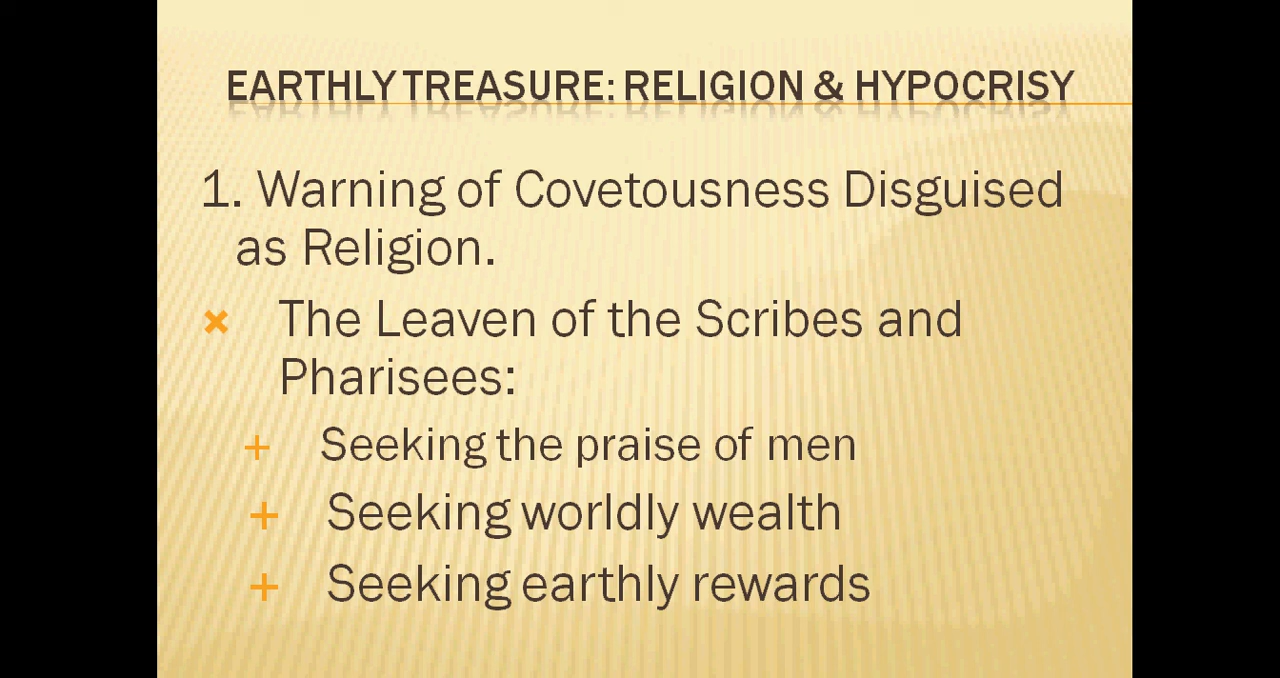 EARTHLY TREASURE: RELIGION & HYPOCRISY
1. Warning of Covetousness Disguised
as Religion.
× The Leaven of the Scribes and
Pharisees:
+ Seeking the praise of men
+ Seeking worldly wealth
+ Seeking earthly rewards